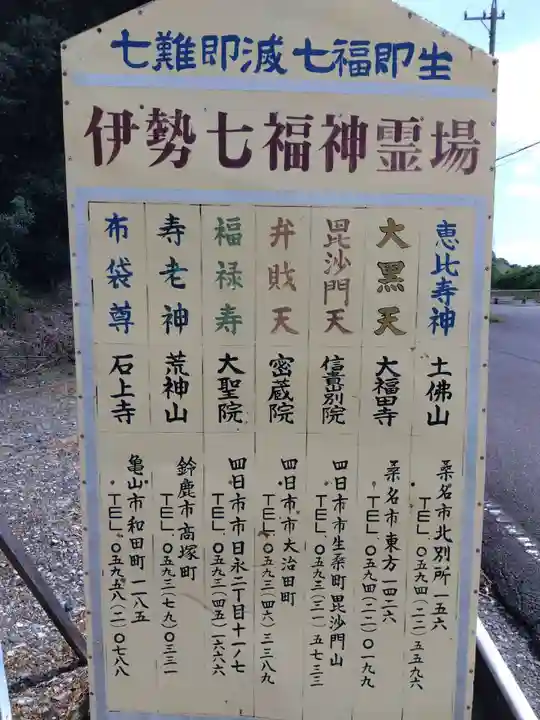 七難即滅七福即生
伊勢七福神霊場
恵比寿神
土佛山
桑名市北別所一五六
TEL〇五九四(二二)五五九六
大黒天
大福田寺
桑名市東方一四二六
TEL〇五九四(二二)〇一九九
毘沙門天
信貴山別院
四日市市生桑町毘沙門山
TEL〇五九三(三一)五七三三
弁財天
密蔵院
四日市市大治田町
TEL〇五九三(四六)三三八九
福禄寿
大聖院
四日市市日永二丁目十一ノ七
TEL〇五九三(四五)一六六六
寿老神
荒神山
鈴鹿市高塚町
TEL〇五九三(七九)〇三三一
布袋尊
石上寺
亀山市和田町一一八五
TEL〇五九五八(二)〇七八八